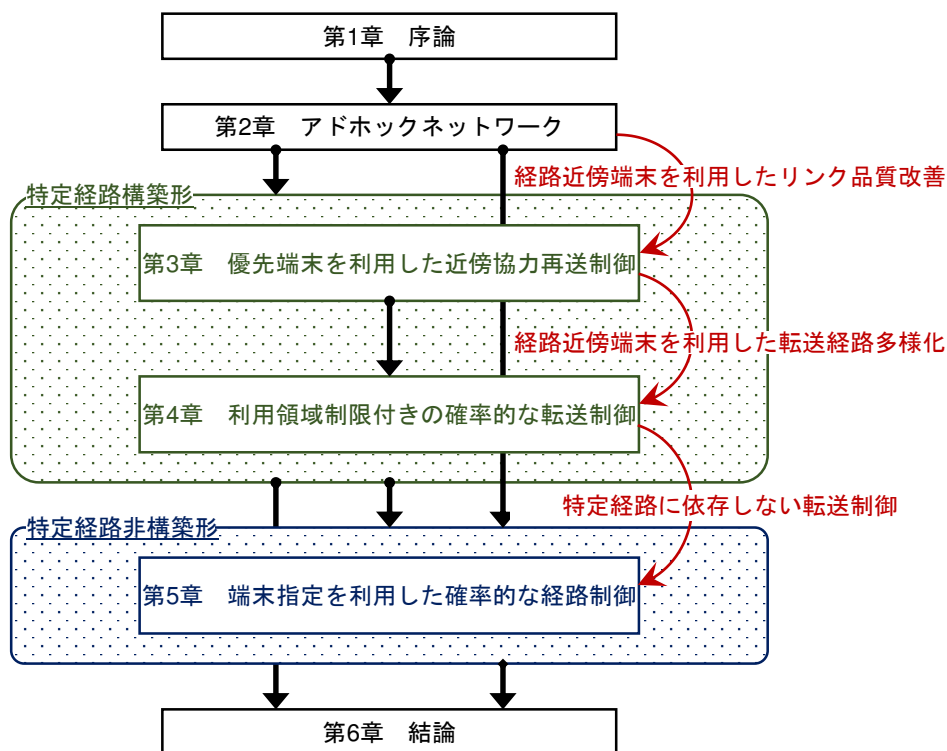 第1章　序論
第2章　アドホックネットワーク
経路近傍端末を利用したリンク品質改善
特定経路構築形
第3章　優先端末を利用した近傍協力再送制御
経路近傍端末を利用した転送経路多様化
第4章　利用領域制限付きの確率的な転送制御
特定経路に依存しない転送制御
特定経路非構築形
第5章　端末指定を利用した確率的な経路制御
第6章　結論